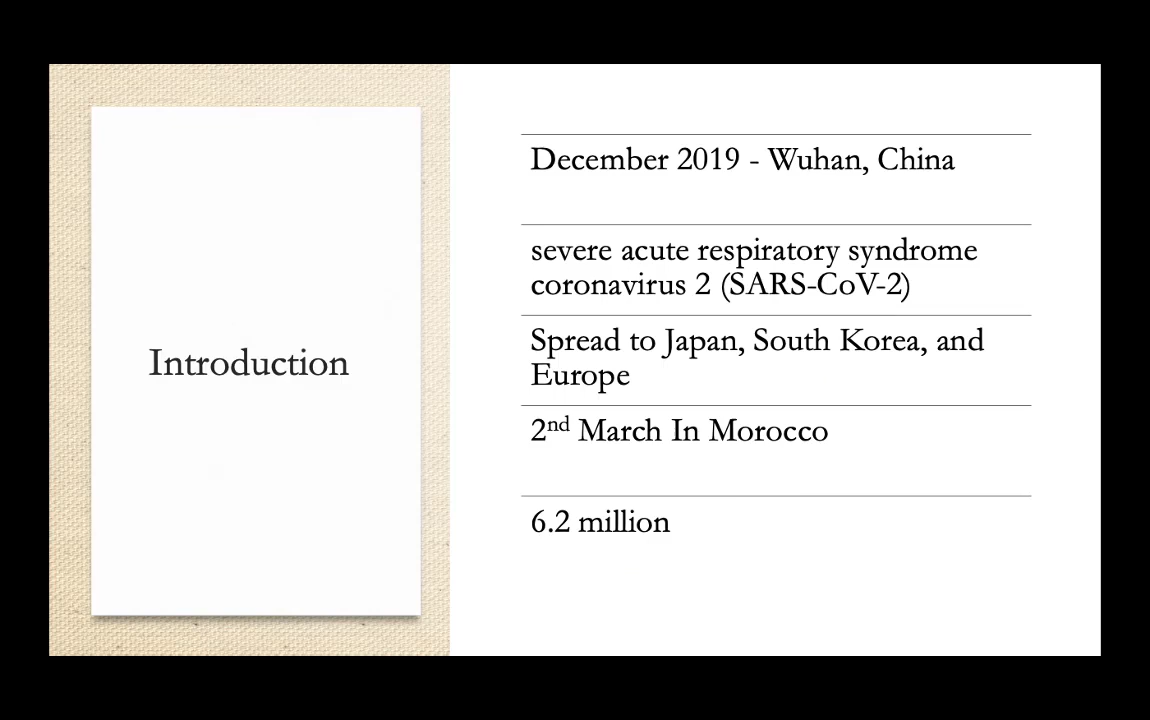 Introduction
December 2019 - Wuhan, China
severe acute respiratory syndrome
coronavirus 2 (SARS-CoV-2)
Spread to Japan, South Korea, and
Europe
2nd March In Morocco
6.2 million